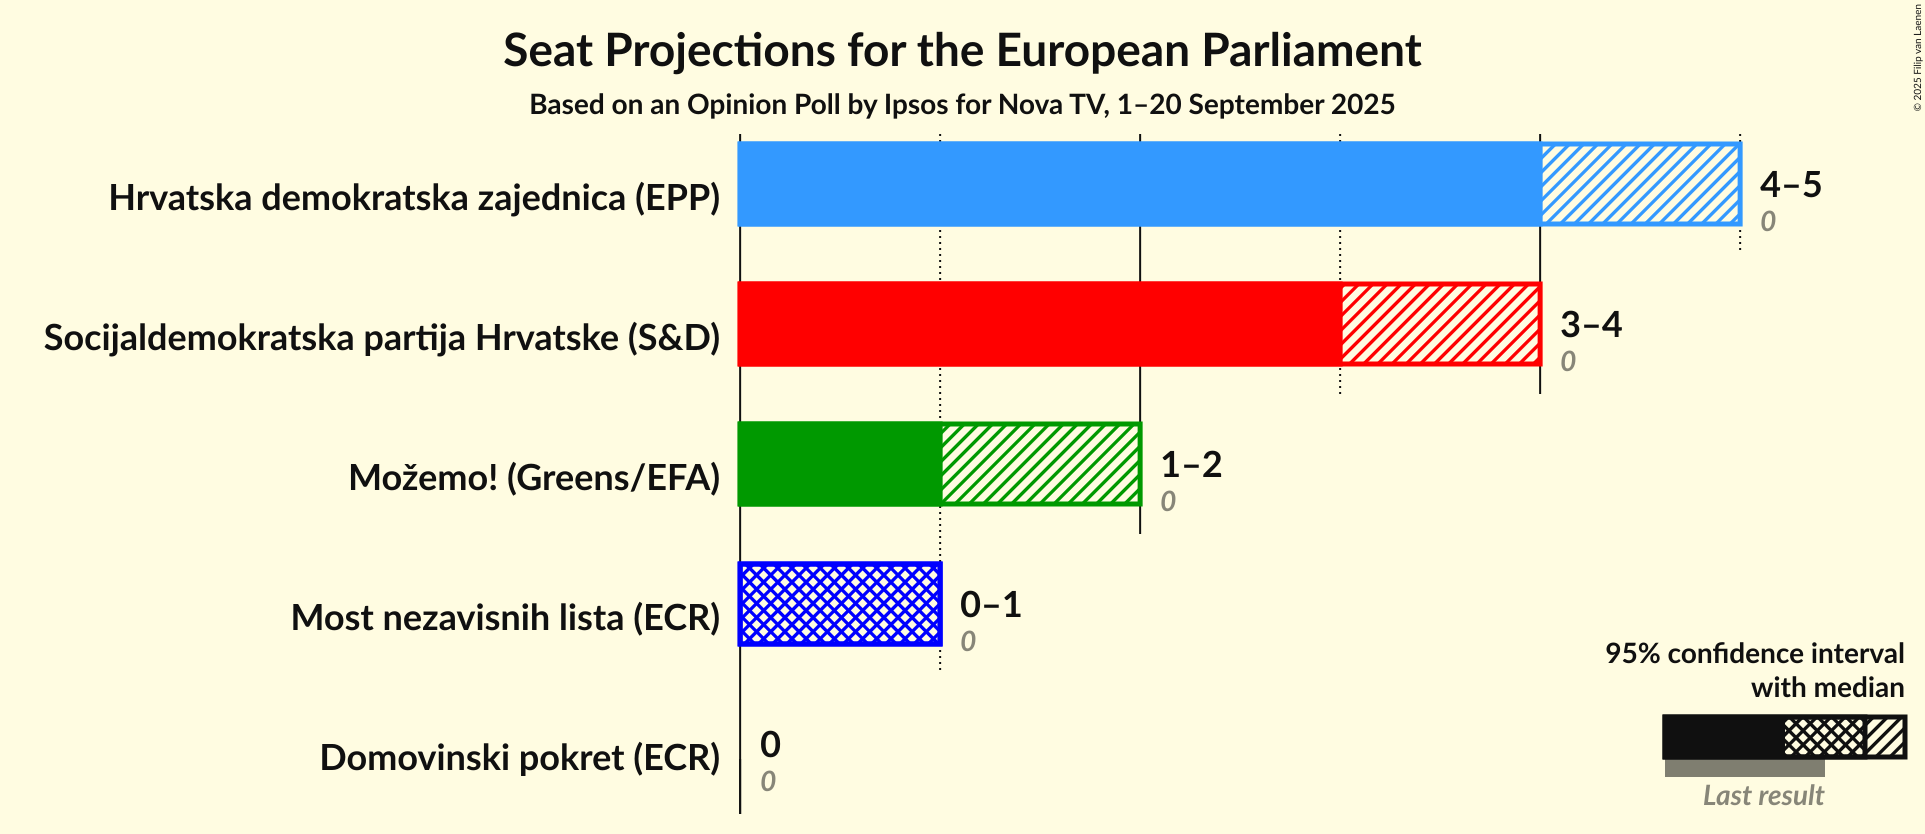 Seat Projections for the European Parliament
Based on an Opinion Poll by Ipsos for Nova TV, 1–20 September 2025
© 2025 Filip van Laenen
Hrvatska demokratska zajednica (EPP)
4–5
0
Socijaldemokratska partija Hrvatske (S&D)
3–4
0
Možemo! (Greens/EFA)
1–2
0
Most nezavisnih lista (ECR)
0–1
0
Domovinski pokret (ECR)
0
0
95% confidence interval
with median
Last result